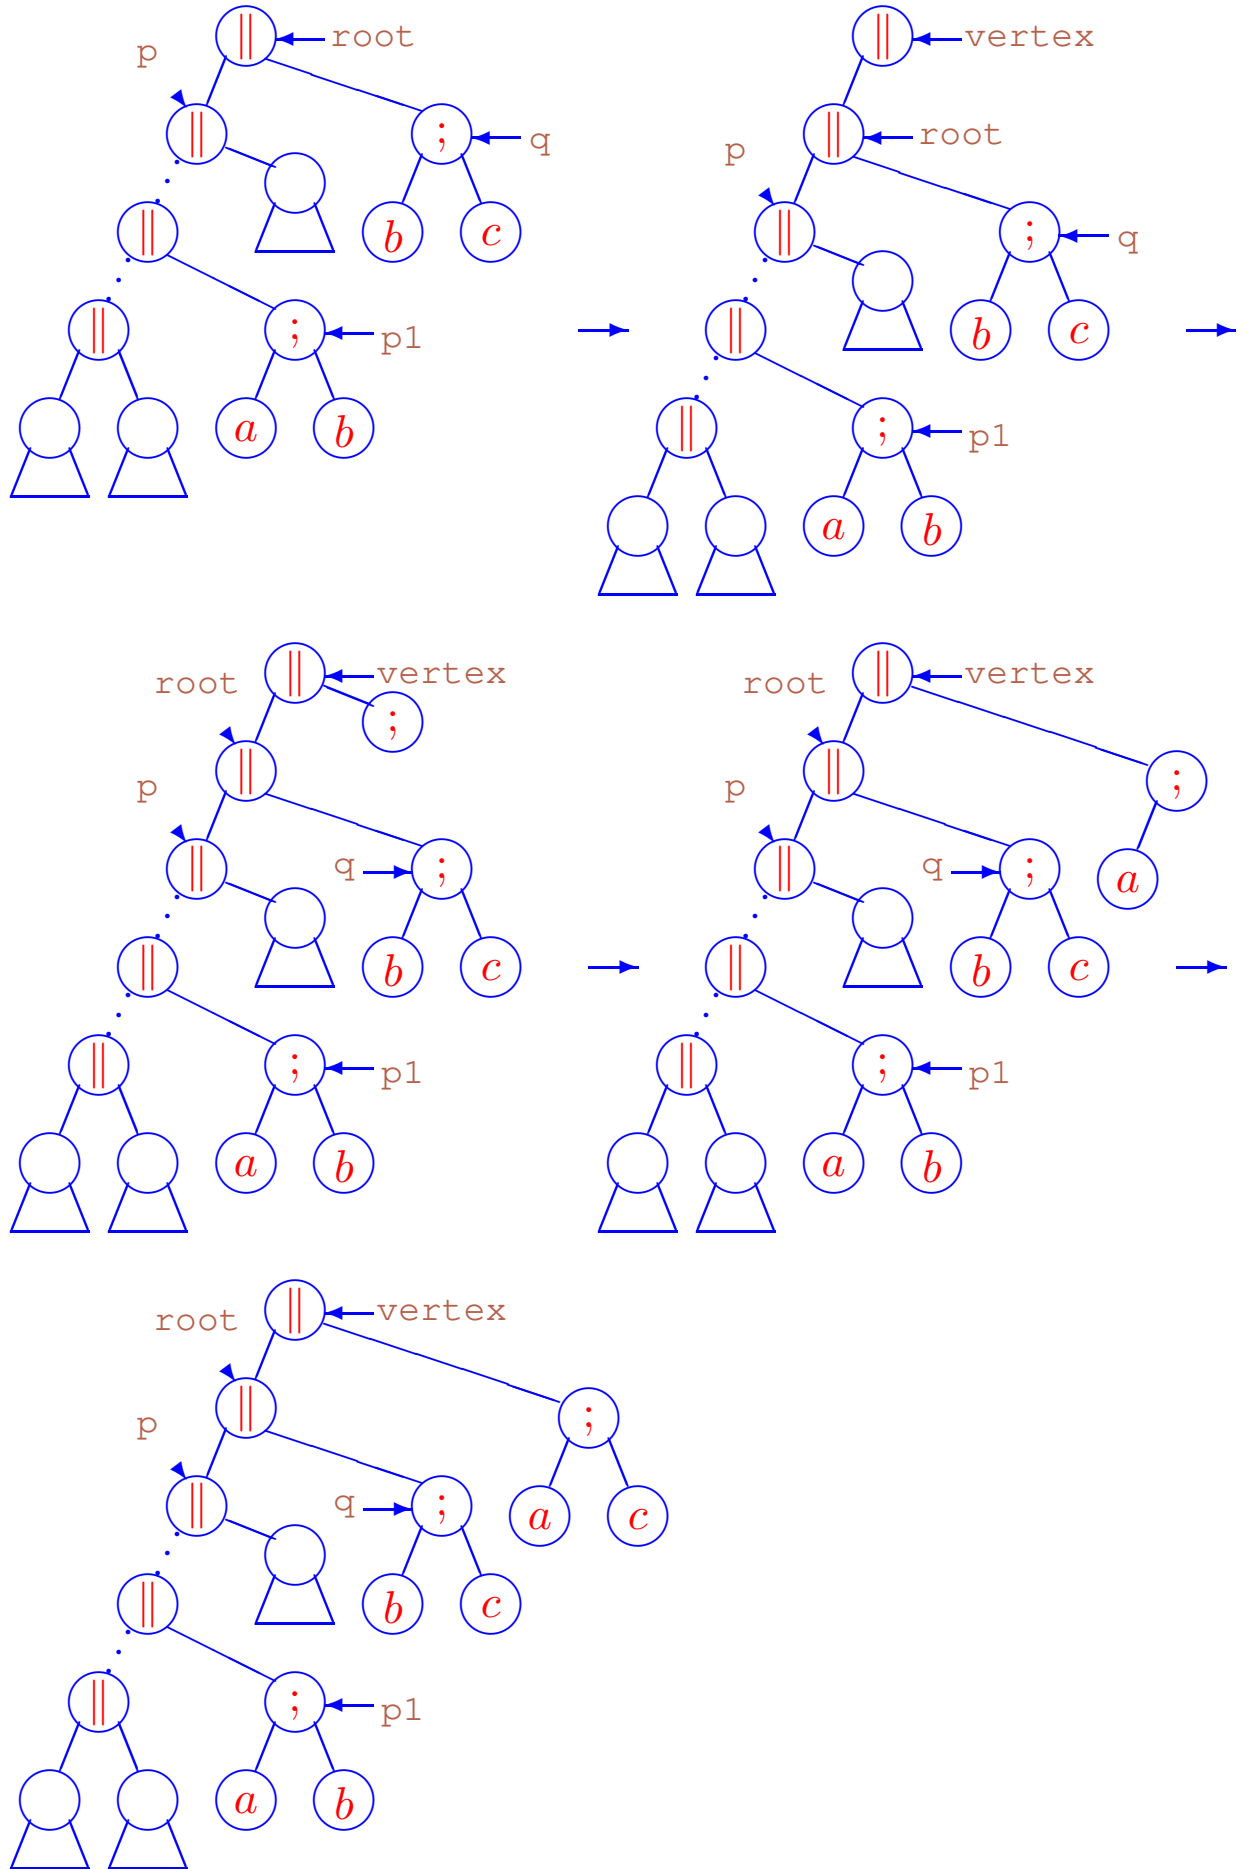 || root || vertex
p
|| ; q || root
p
b c || ; q
||
|| ; p1 b c
||
a b || ; p1
a b
|| vertex || vertex
root ; root
|| || ;
p p
|| q ; || q ; a
|| b c || b c
|| ; p1 || ; p1
a b a b
|| vertex
root
|| ;
p
|| q ; a c
|| b c
|| ; p1
a b